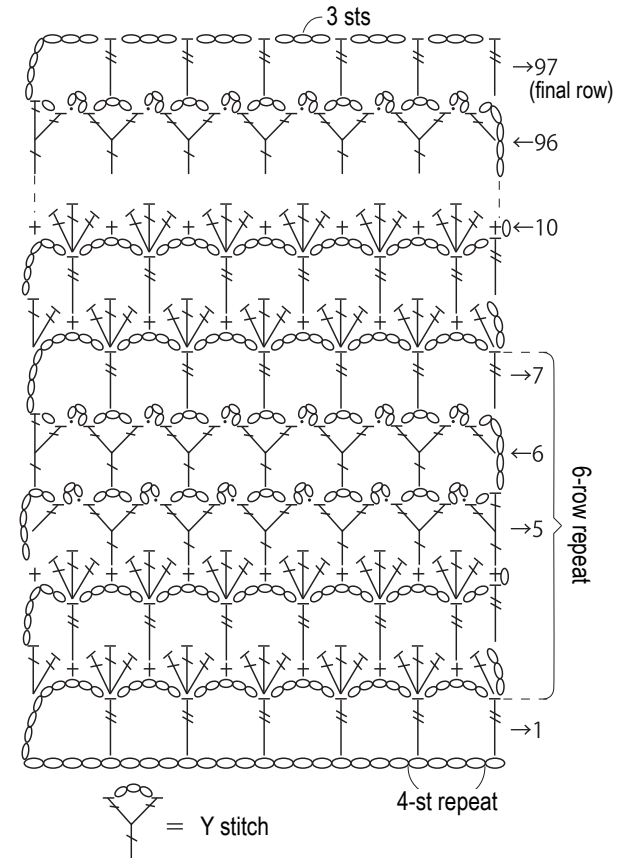 3 sts
→97
(final row)
←96
←10
→7
←6
→5
6-row repeat
→1
4-st repeat
= Y stitch